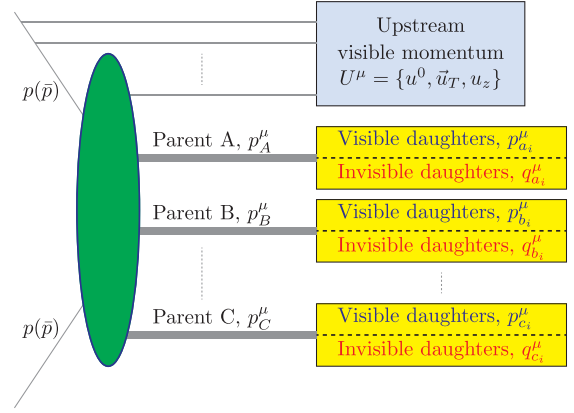 Upstream
visible momentum
U^μ = {u^0, \vec{u}_T, u_z}
p(p̄)
Parent A, p_A^μ
Visible daughters, p_{a_i}^μ
Invisible daughters, q_{a_i}^μ
Parent B, p_B^μ
Visible daughters, p_{b_i}^μ
Invisible daughters, q_{b_i}^μ
p(p̄)
Parent C, p_C^μ
Visible daughters, p_{c_i}^μ
Invisible daughters, q_{c_i}^μ